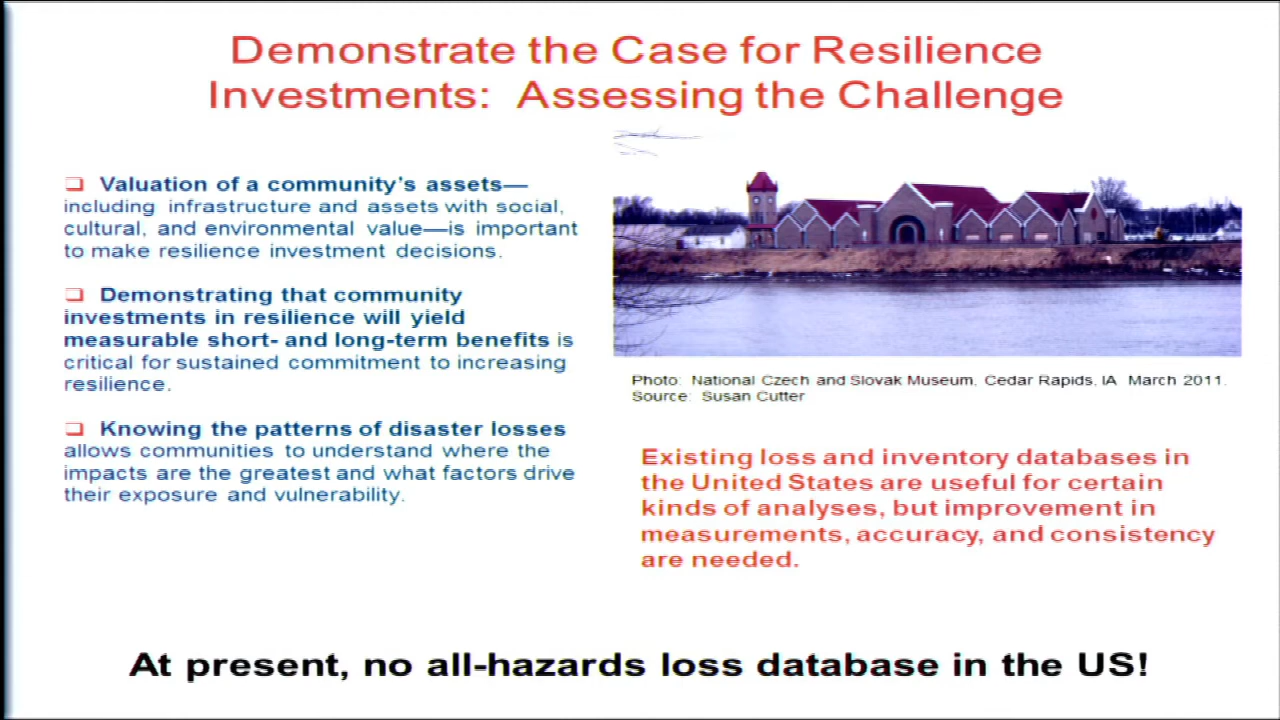 Demonstrate the Case for Resilience
Investments: Assessing the Challenge
Valuation of a community's assets—
including infrastructure and assets with social,
cultural, and environmental value—is important
to make resilience investment decisions.
Demonstrating that community
investments in resilience will yield
measurable short- and long-term benefits is
critical for sustained commitment to increasing
resilience.
Knowing the patterns of disaster losses
allows communities to understand where the
impacts are the greatest and what factors drive
their exposure and vulnerability.
Photo: National Czech and Slovak Museum, Cedar Rapids, IA March 2011.
Source: Susan Cutter
Existing loss and inventory databases in
the United States are useful for certain
kinds of analyses, but improvement in
measurements, accuracy, and consistency
are needed.
At present, no all-hazards loss database in the US!